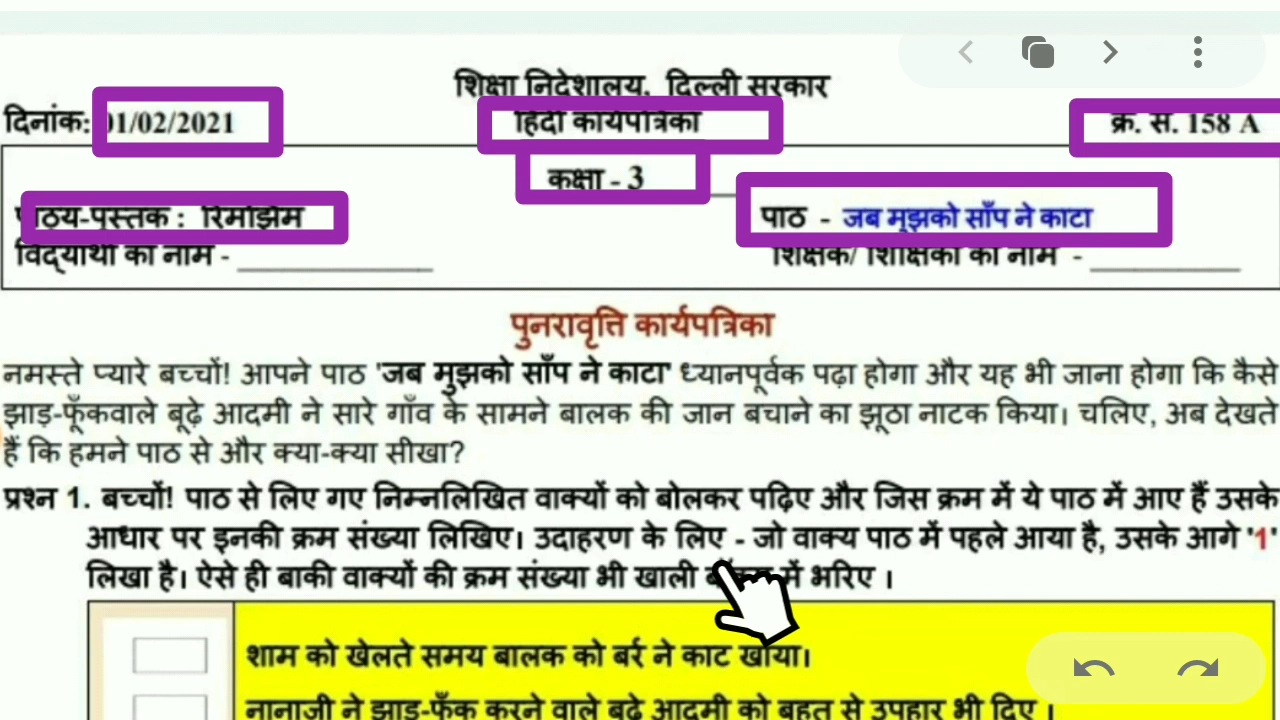 शिक्षा निदेशालय, दिल्ली सरकार
दिनांक: 01/02/2021 हिंदी कार्यपत्रिका क्र. सं. 158 A
कक्षा - 3
पाठ्य-पुस्तक : रिमझिम पाठ - जब मुझको साँप ने काटा
विद्यार्थी का नाम - ______________ शिक्षक/ शिक्षिका का नाम - ___________
पुनरावृत्ति कार्यपत्रिका
नमस्ते प्यारे बच्चों! आपने पाठ 'जब मुझको साँप ने काटा' ध्यानपूर्वक पढ़ा होगा और यह भी जाना होगा कि कैसे
झाड़-फूँकवाले बूढ़े आदमी ने सारे गाँव के सामने बालक की जान बचाने का झूठा नाटक किया। चलिए, अब देखते
हैं कि हमने पाठ से और क्या-क्या सीखा?
प्रश्न 1. बच्चों! पाठ से लिए गए निम्नलिखित वाक्यों को बोलकर पढ़िए और जिस क्रम में ये पाठ में आए हैं उसके
आधार पर इनकी क्रम संख्या लिखिए। उदाहरण के लिए - जो वाक्य पाठ में पहले आया है, उसके आगे '1'
लिखा है। ऐसे ही बाकी वाक्यों की क्रम संख्या भी खाली में भरिए ।
शाम को खेलते समय बालक को बर्र ने काट खाया।
नानाजी ने झाड़-फूँक करने वाले बूढ़े आदमी को बहुत से उपहार भी दिए ।